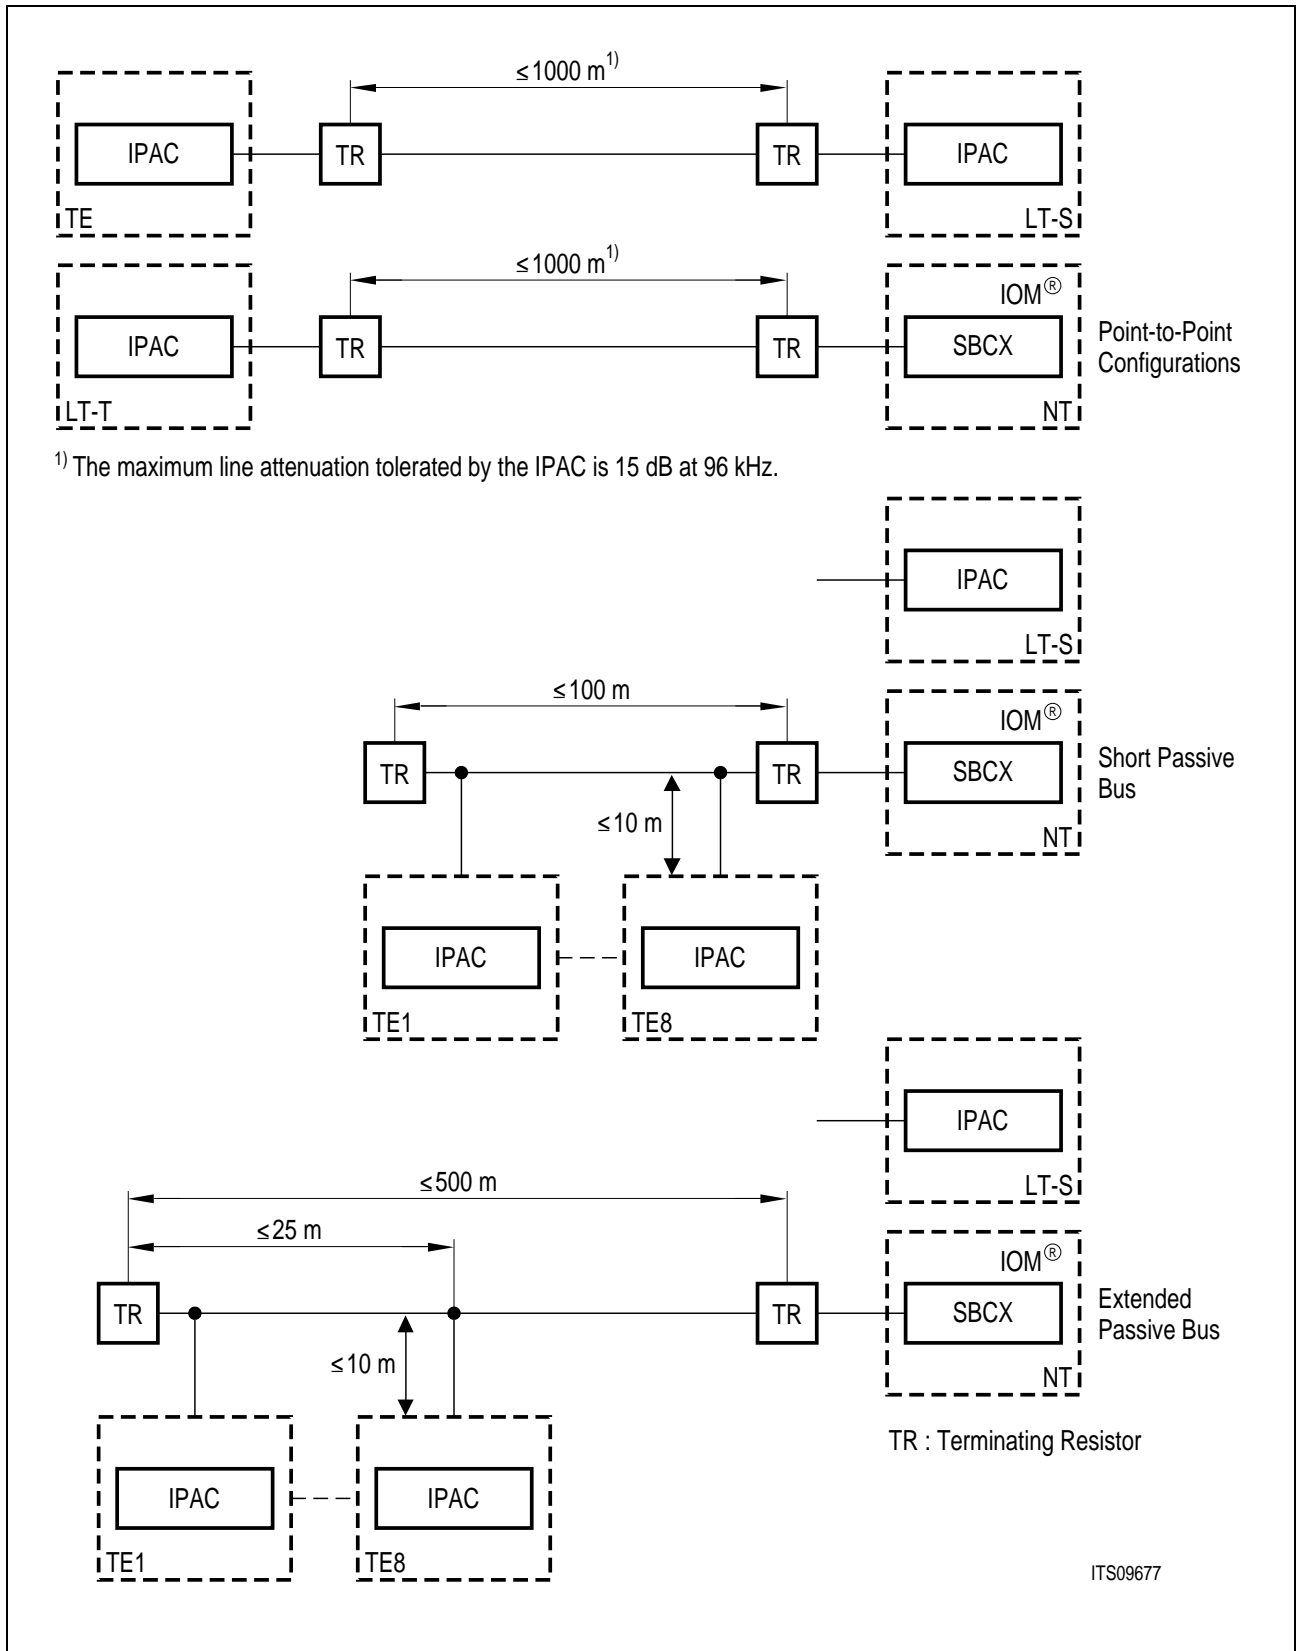 ≤1000 m1)
IPAC
TR
TR
IPAC
TE
LT-S
≤1000 m1)
IOM®
IPAC
TR
TR
SBCX
Point-to-Point
Configurations
LT-T
NT
1) The maximum line attenuation tolerated by the IPAC is 15 dB at 96 kHz.
IPAC
LT-S
≤100 m
IOM®
TR
TR
SBCX
Short Passive
Bus
≤10 m
NT
IPAC
IPAC
TE1
TE8
IPAC
LT-S
≤500 m
≤25 m
IOM®
TR
TR
SBCX
Extended
Passive Bus
≤10 m
NT
TR : Terminating Resistor
IPAC
IPAC
TE1
TE8
ITS09677